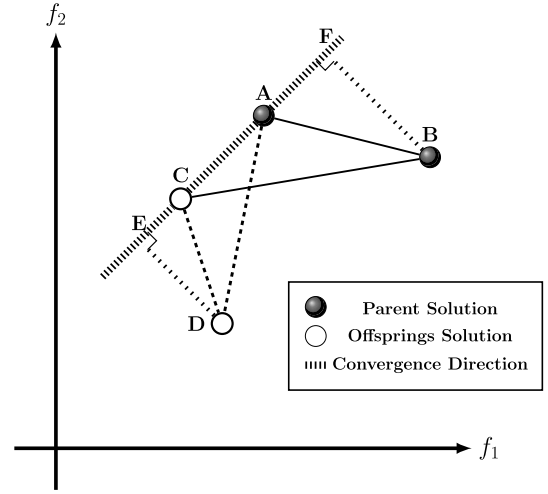 f₂
F
A
B
C
E
D
Parent Solution
Offsprings Solution
Convergence Direction
f₁